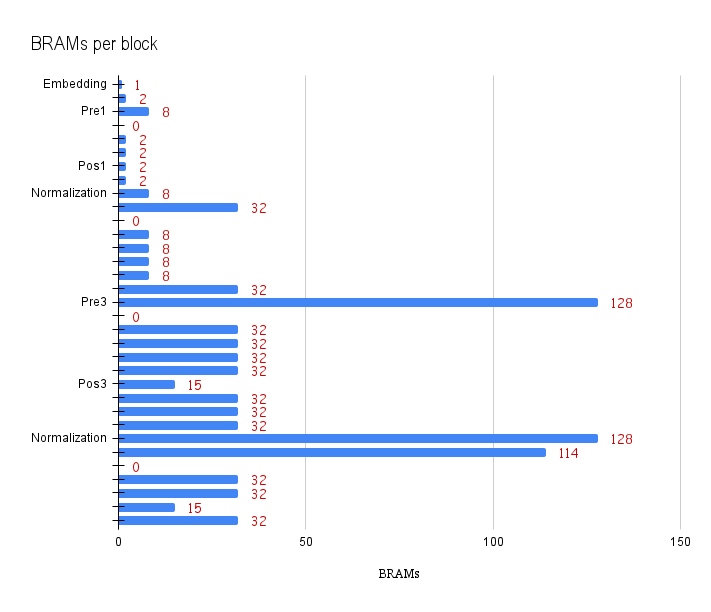 BRAMs per block
Embedding 1
2
Pre1 8
0
2
2
Pos1 2
2
Normalization 8
32
0
8
8
8
8
32
Pre3 128
0
32
32
32
32
Pos3 15
32
32
32
Normalization 128
114
0
32
32
15
32
0 50 100 150
BRAMs